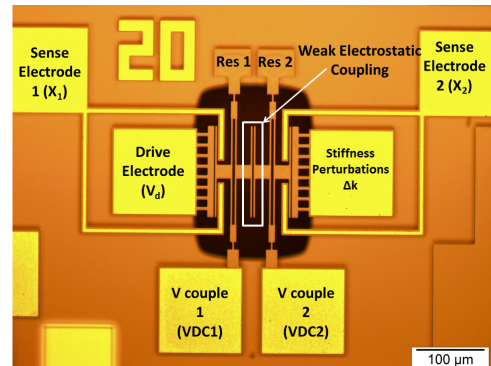 Sense
Electrode
1 (X₁)
20
Res 1 Res 2
Weak Electrostatic
Coupling
Sense
Electrode
2 (X₂)
Drive
Electrode
(Vd)
Stiffness
Perturbations
Δk
V couple
1
(VDC1)
V couple
2
(VDC2)
100 μm